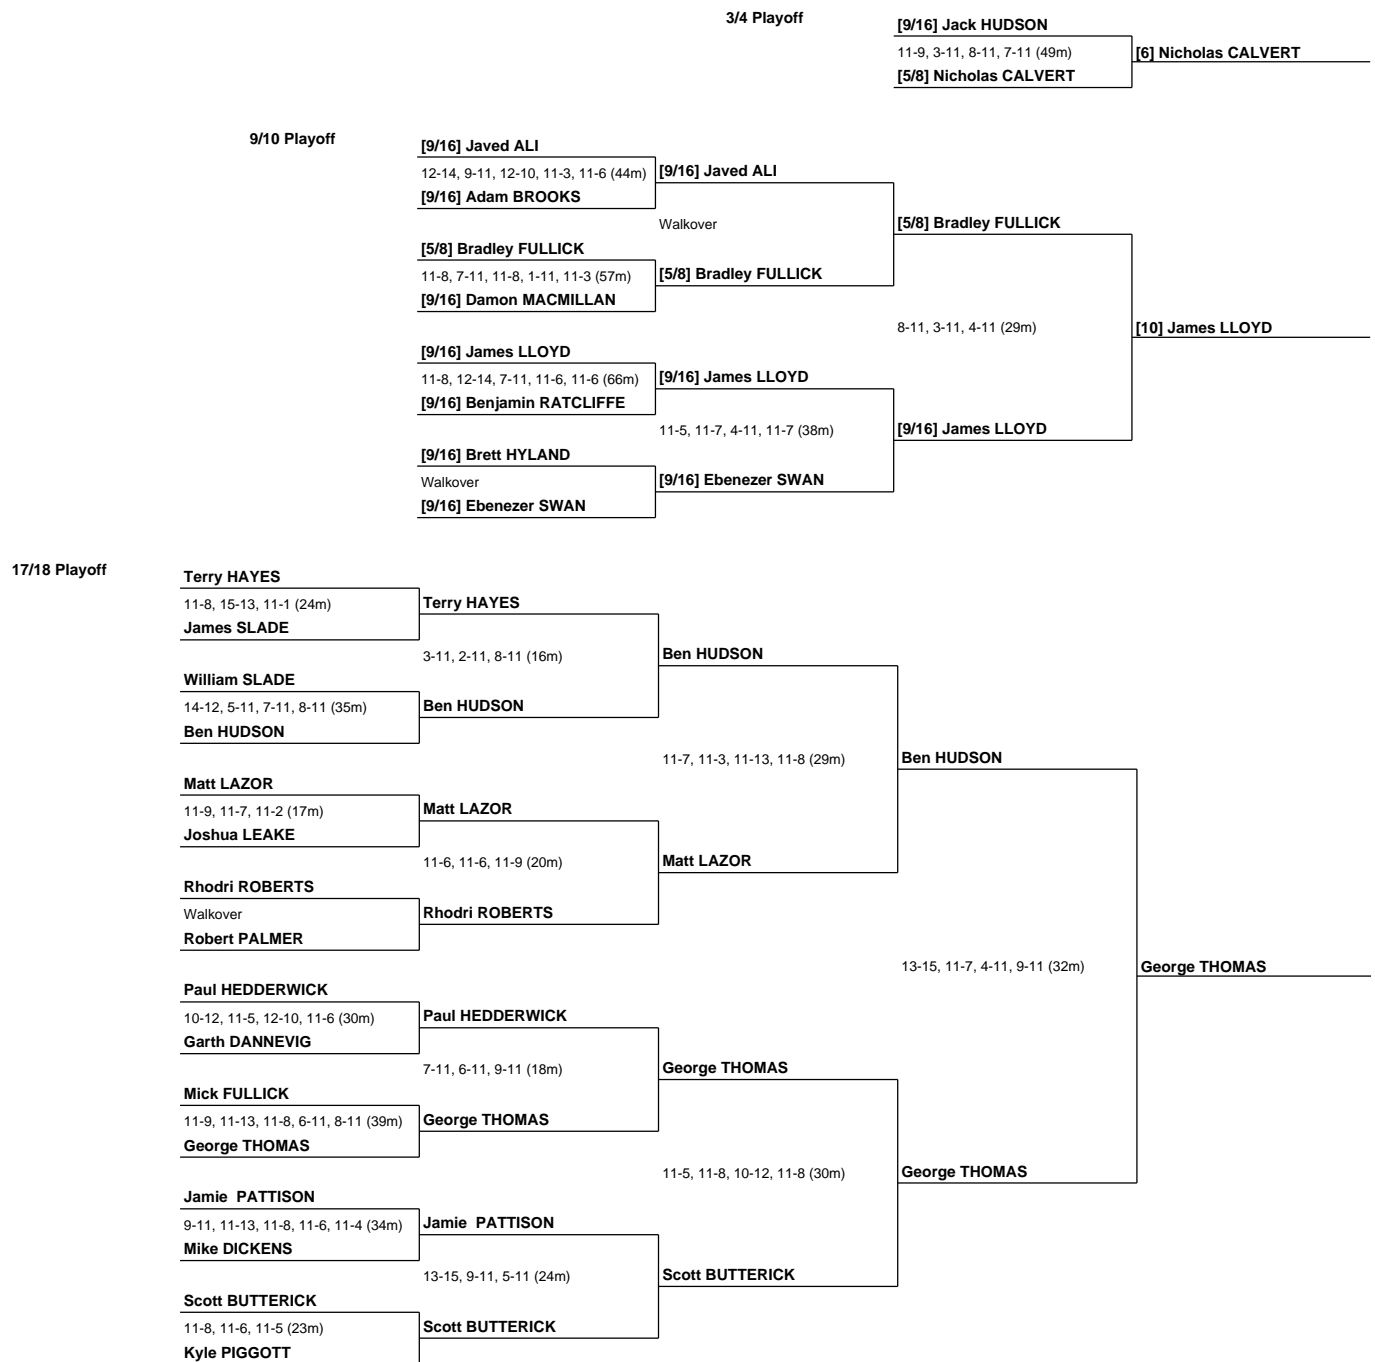 3/4 Playoff
[9/16] Jack HUDSON
11-9, 3-11, 8-11, 7-11 (49m)
[6] Nicholas CALVERT
[5/8] Nicholas CALVERT
9/10 Playoff
[9/16] Javed ALI
12-14, 9-11, 12-10, 11-3, 11-6 (44m)
[9/16] Javed ALI
[9/16] Adam BROOKS
Walkover
[5/8] Bradley FULLICK
[5/8] Bradley FULLICK
11-8, 7-11, 11-8, 1-11, 11-3 (57m)
[5/8] Bradley FULLICK
[9/16] Damon MACMILLAN
8-11, 3-11, 4-11 (29m)
[10] James LLOYD
[9/16] James LLOYD
11-8, 12-14, 7-11, 11-6, 11-6 (66m)
[9/16] James LLOYD
[9/16] Benjamin RATCLIFFE
11-5, 11-7, 4-11, 11-7 (38m)
[9/16] James LLOYD
[9/16] Brett HYLAND
Walkover
[9/16] Ebenezer SWAN
[9/16] Ebenezer SWAN
17/18 Playoff
Terry HAYES
11-8, 15-13, 11-1 (24m)
Terry HAYES
James SLADE
3-11, 2-11, 8-11 (16m)
Ben HUDSON
William SLADE
14-12, 5-11, 7-11, 8-11 (35m)
Ben HUDSON
Ben HUDSON
11-7, 11-3, 11-13, 11-8 (29m)
Ben HUDSON
Matt LAZOR
11-9, 11-7, 11-2 (17m)
Matt LAZOR
Joshua LEAKE
11-6, 11-6, 11-9 (20m)
Matt LAZOR
Rhodri ROBERTS
Walkover
Rhodri ROBERTS
Robert PALMER
13-15, 11-7, 4-11, 9-11 (32m)
George THOMAS
Paul HEDDERWICK
10-12, 11-5, 12-10, 11-6 (30m)
Paul HEDDERWICK
Garth DANNEVIG
7-11, 6-11, 9-11 (18m)
George THOMAS
Mick FULLICK
11-9, 11-13, 11-8, 6-11, 8-11 (39m)
George THOMAS
George THOMAS
11-5, 11-8, 10-12, 11-8 (30m)
George THOMAS
Jamie  PATTISON
9-11, 11-13, 11-8, 11-6, 11-4 (34m)
Jamie  PATTISON
Mike DICKENS
13-15, 9-11, 5-11 (24m)
Scott BUTTERICK
Scott BUTTERICK
11-8, 11-6, 11-5 (23m)
Scott BUTTERICK
Kyle PIGGOTT